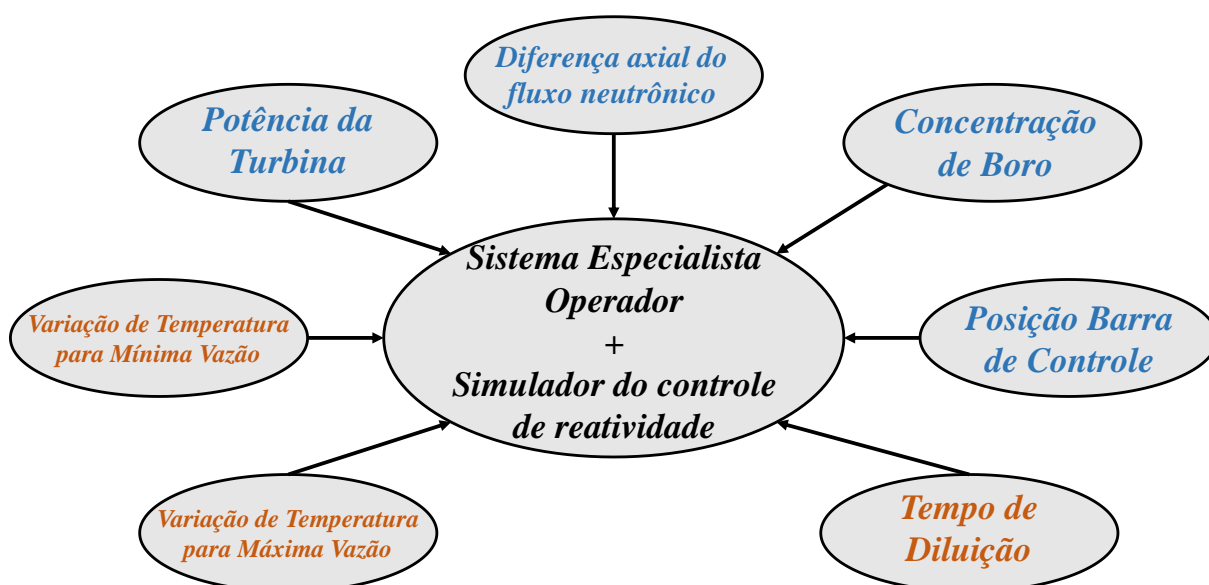 Diferença axial do
fluxo neutrônico
Potência da
Turbina
Concentração
de Boro
Sistema Especialista
Operador
+
Simulador do controle
de reatividade
Variação de Temperatura
para Mínima Vazão
Posição Barra
de Controle
Variação de Temperatura
para Máxima Vazão
Tempo de
Diluição